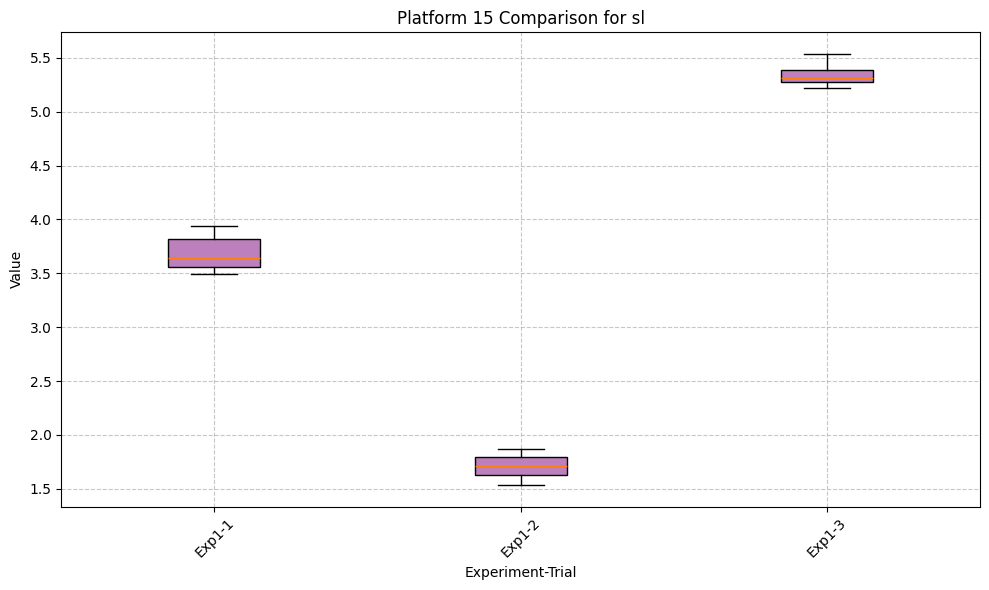 Platform 15 Comparison for sl
5.5
5.0
4.5
4.0
3.5
3.0
2.5
2.0
1.5
Value
Exp1-1
Exp1-2
Exp1-3
Experiment-Trial